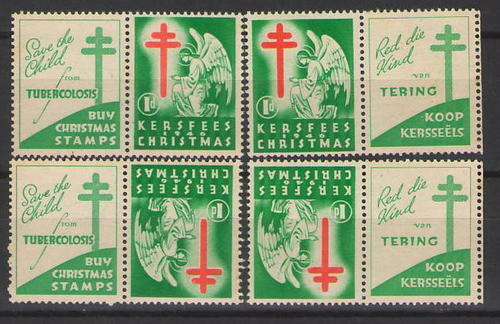 Save the
Child
from
TUBERCOLOSIS
BUY
CHRISTMAS
STAMPS
1D
KERSFEES
CHRISTMAS
1D
KERSFEES
CHRISTMAS
Red die
Kind
van
TERING
KOOP
KERSSEËLS
Save the
Child
from
TUBERCOLOSIS
BUY
CHRISTMAS
STAMPS
1D
KERSFEES
CHRISTMAS
1D
KERSFEES
CHRISTMAS
Red die
Kind
van
TERING
KOOP
KERSSEËLS